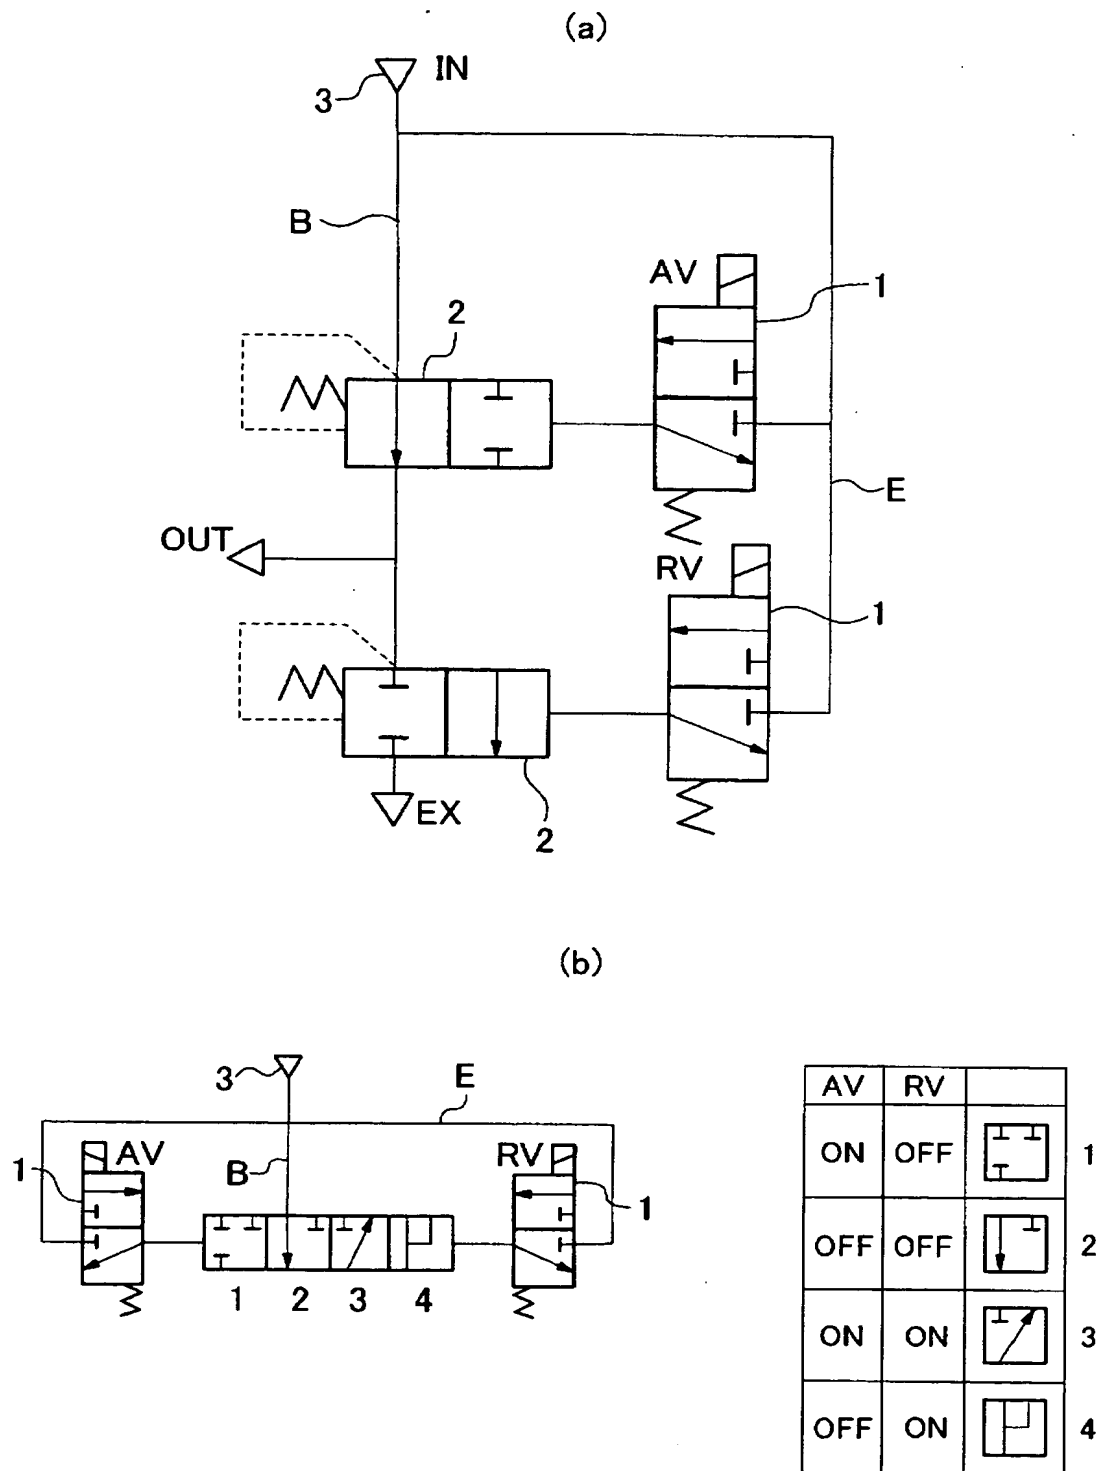 (a)
IN
3
B
AV
1
2
E
OUT
RV
1
EX
2
(b)
3
E
AV
RV
1
B
1
1 2 3 4
AV RV
ON OFF 1
OFF OFF 2
ON ON 3
OFF ON 4